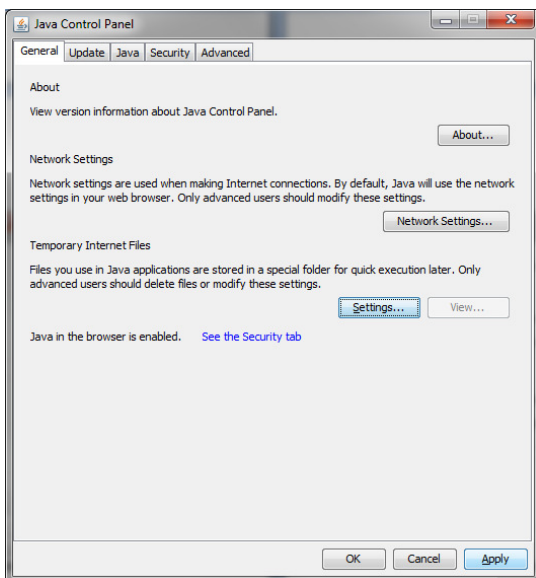 Java Control Panel
General Update Java Security Advanced
About
View version information about Java Control Panel.
About...
Network Settings
Network settings are used when making Internet connections. By default, Java will use the network
settings in your web browser. Only advanced users should modify these settings.
Network Settings...
Temporary Internet Files
Files you use in Java applications are stored in a special folder for quick execution later. Only
advanced users should delete files or modify these settings.
Settings... View...
Java in the browser is enabled. See the Security tab
OK Cancel Apply